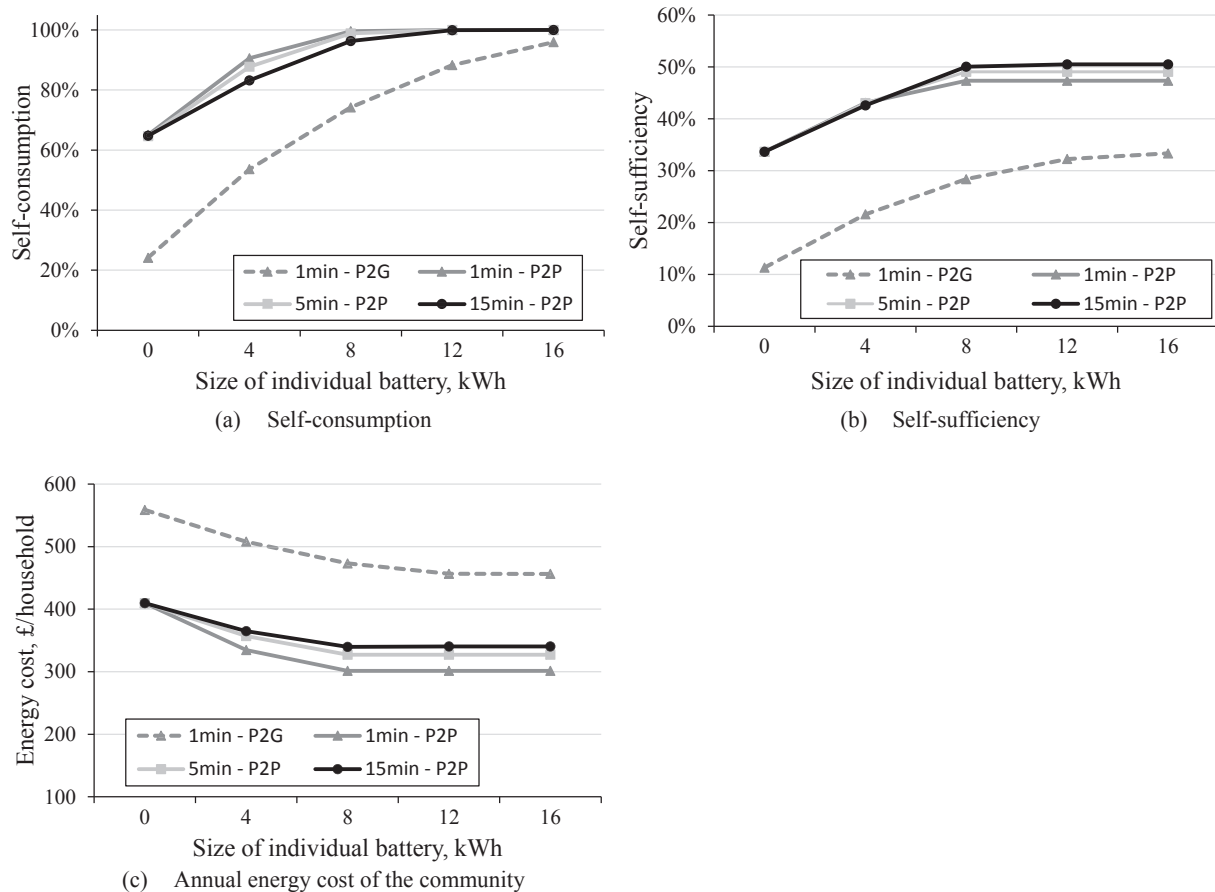 100%
80%
60%
40%
20%
0%
Self-consumption
1min - P2G
1min - P2P
5min - P2P
15min - P2P
0 4 8 12 16
Size of individual battery, kWh
(a) Self-consumption
60%
50%
40%
30%
20%
10%
0%
Self-sufficiency
1min - P2G
1min - P2P
5min - P2P
15min - P2P
0 4 8 12 16
Size of individual battery, kWh
(b) Self-sufficiency
600
500
400
300
200
100
Energy cost, £/household
1min - P2G
1min - P2P
5min - P2P
15min - P2P
0 4 8 12 16
Size of individual battery, kWh
(c) Annual energy cost of the community